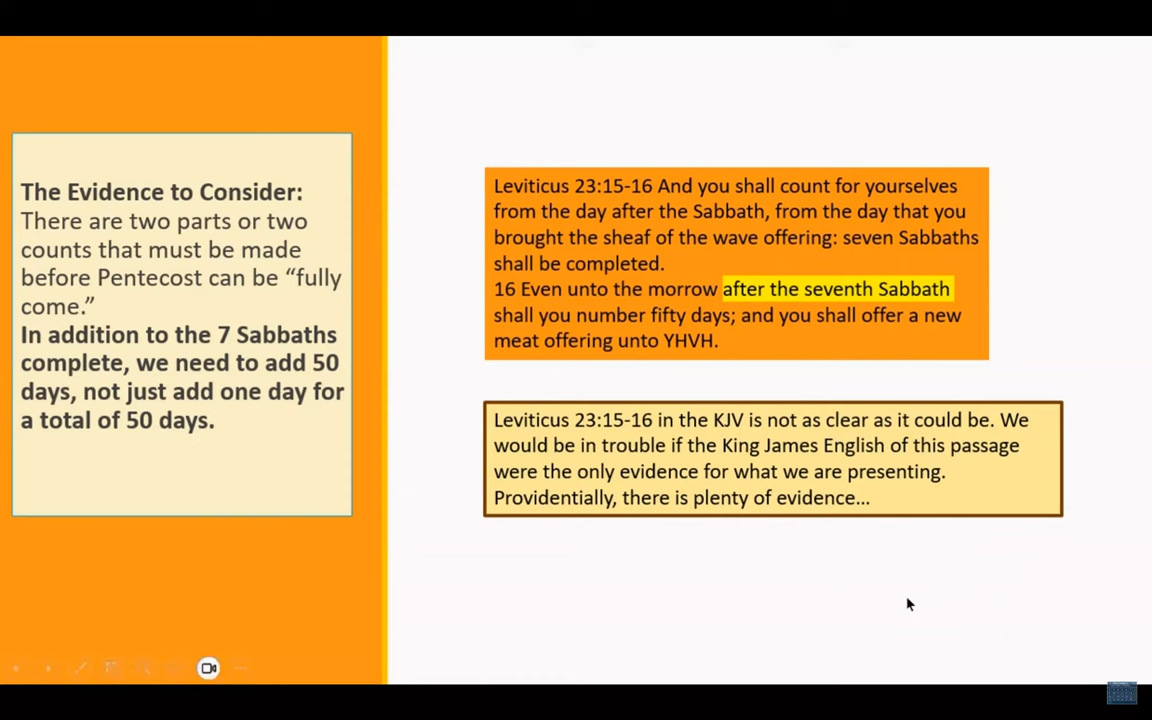 The Evidence to Consider:
There are two parts or two
counts that must be made
before Pentecost can be “fully
come.”
In addition to the 7 Sabbaths
complete, we need to add 50
days, not just add one day for
a total of 50 days.
Leviticus 23:15-16 And you shall count for yourselves
from the day after the Sabbath, from the day that you
brought the sheaf of the wave offering: seven Sabbaths
shall be completed.
16 Even unto the morrow after the seventh Sabbath
shall you number fifty days; and you shall offer a new
meat offering unto YHVH.
Leviticus 23:15-16 in the KJV is not as clear as it could be. We
would be in trouble if the King James English of this passage
were the only evidence for what we are presenting.
Providentially, there is plenty of evidence...